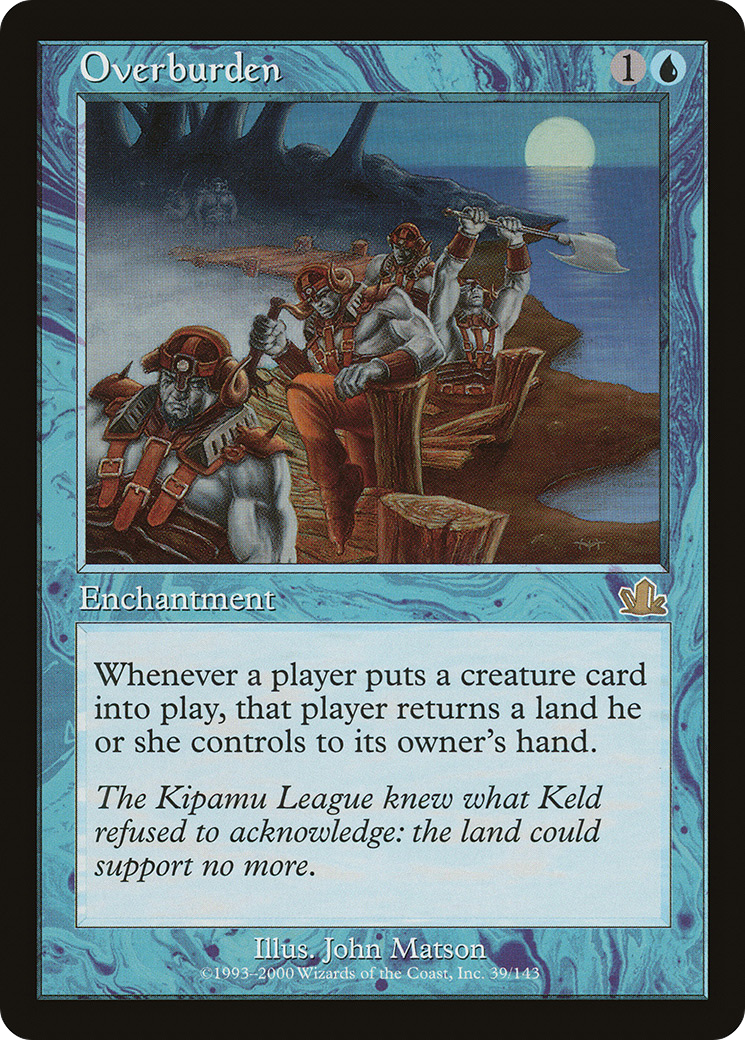 Overburden
1
Enchantment
Whenever a player puts a creature card
into play, that player returns a land he
or she controls to its owner's hand.
The Kipamu League knew what Keld
refused to acknowledge: the land could
support no more.
Illus. John Matson
©1993–2000 Wizards of the Coast, Inc. 39/143